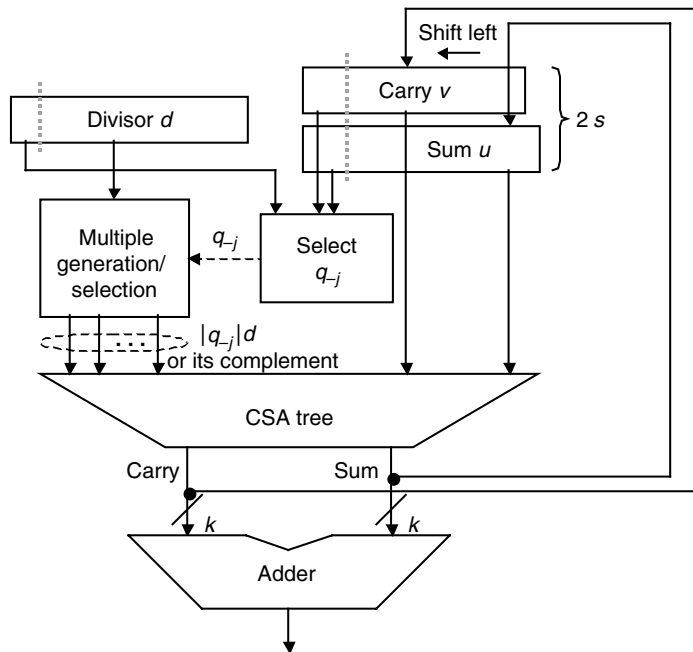 Shift left
Carry v
2 s
Divisor d
Sum u
Multiple
generation/
selection
q–j
Select
q–j
. . .
|q–j|d
or its complement
CSA tree
Carry
Sum
k
k
Adder